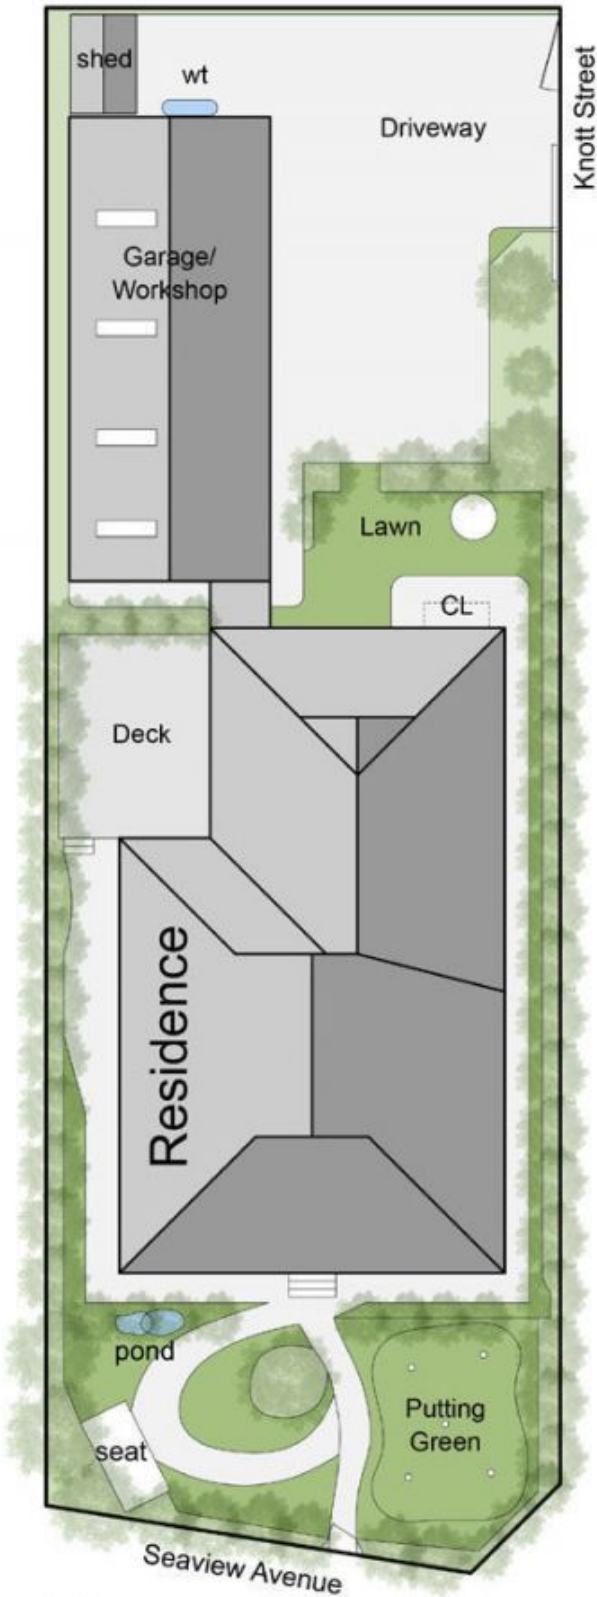 shed
wt
Knott Street
Driveway
Garage/
Workshop
Lawn
CL
Deck
Residence
pond
Putting
Green
seat
Seaview Avenue